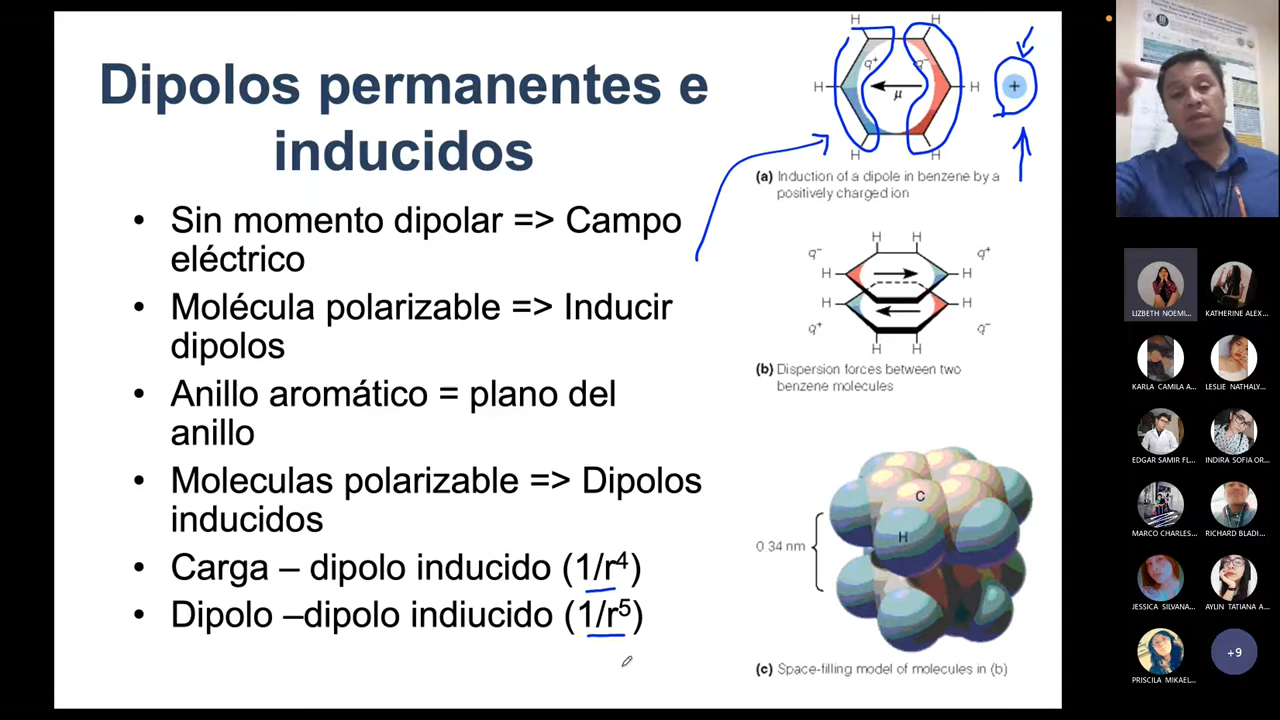 Dipolos permanentes e
inducidos
• Sin momento dipolar => Campo
eléctrico
• Molécula polarizable => Inducir
dipolos
• Anillo aromático = plano del
anillo
• Moleculas polarizable => Dipolos
inducidos
• Carga – dipolo inducido (1/r⁴)
• Dipolo –dipolo indiucido (1/r⁵)
H H
q⁺ q⁻
H μ H +
H H
(a) Induction of a dipole in benzene by a
positively charged ion
H H
q⁻ q⁺
H H
H H
q⁺ q⁻
H H
(b) Dispersion forces between two
benzene molecules
C
H
0.34 nm
(c) Space-filling model of molecules in (b)
LIZBETH NOEMI...
KATHERINE ALEX...
KARLA CAMILA A...
LESLIE NATHALY...
EDGAR SAMIR FL...
INDIRA SOFIA OR...
MARCO CHARLES...
RICHARD BLADI...
JESSICA SILVANA...
AYLIN TATIANA A...
PRISCILA MIKAEL...
+9